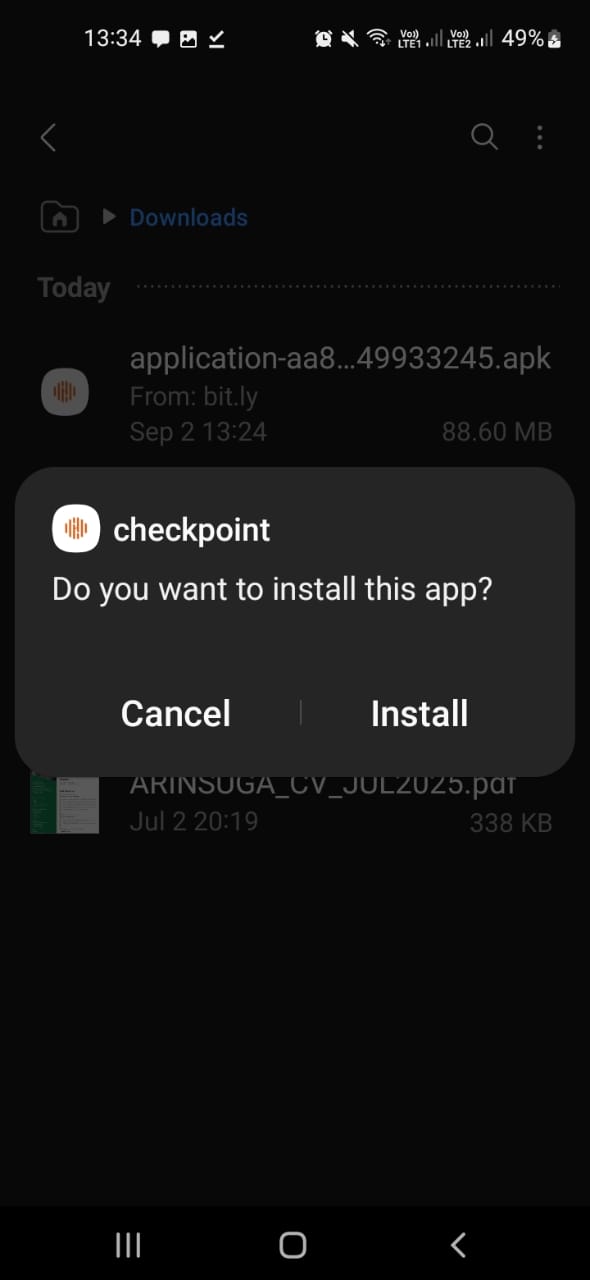 13:34 Vo)) LTE1 Vo)) LTE2 49%
Downloads
Today
application-aa8...49933245.apk
From: bit.ly
Sep 2 13:24 88.60 MB
checkpoint
Do you want to install this app?
Cancel Install
ARINSUGA_CV_JUL2025.pdf
Jul 2 20:19 338 KB